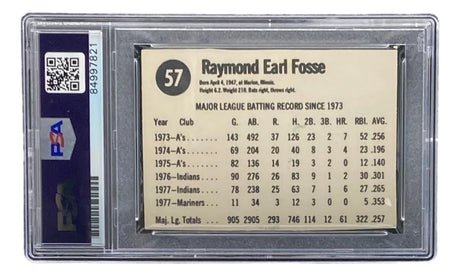 57
Raymond Earl Fosse
Born April 4, 1947, at Marion, Illinois.
Height 6.2. Weight 210. Bats right, throws right.
MAJOR LEAGUE BATTING RECORD SINCE 1973
Year Club G. AB. R. H. 2B. 3B. HR. RBI. AVG.
1973—A's....... 143 492 37 126 23 2 7 52 .256
1974—A's....... 69 204 20 40 8 3 4 23 .196
1975—A's....... 82 136 14 19 3 2 0 12 .140
1976—Indians.... 90 276 26 83 9 1 2 30 .301
1977—Indians.... 78 238 25 63 7 1 6 27 .265
1977—Mariners... 11 34 3 12 3 0 0 5 .353
Maj. Lg. Totals ... 905 2905 293 746 114 12 61 322 .257
PSA
84997821